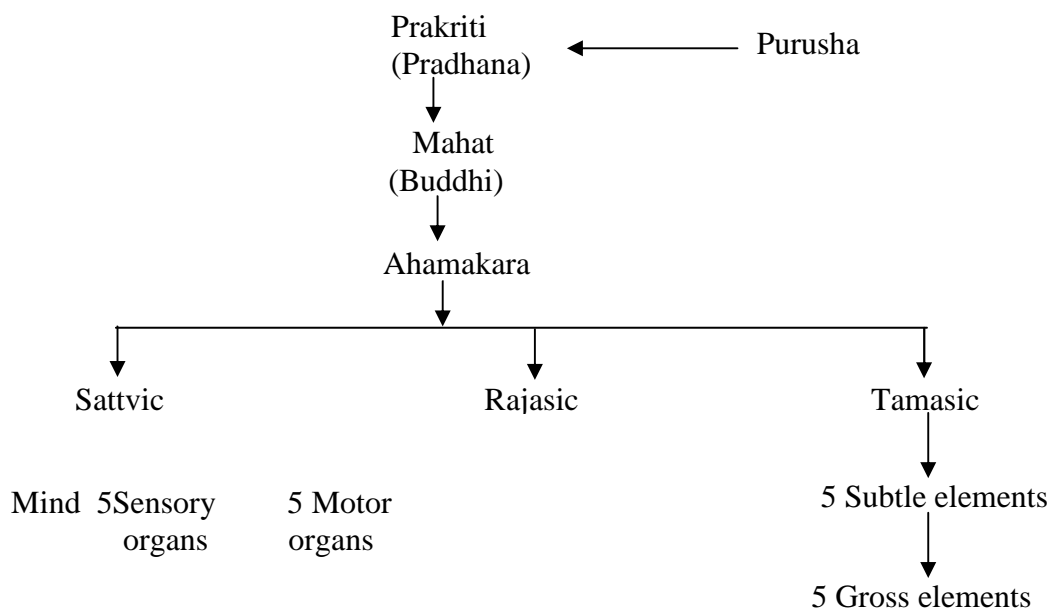 Prakriti
(Pradhana)
Purusha
Mahat
(Buddhi)
Ahamakara
Sattvic
Rajasic
Tamasic
Mind 5Sensory organs
5 Motor organs
5 Subtle elements
5 Gross elements